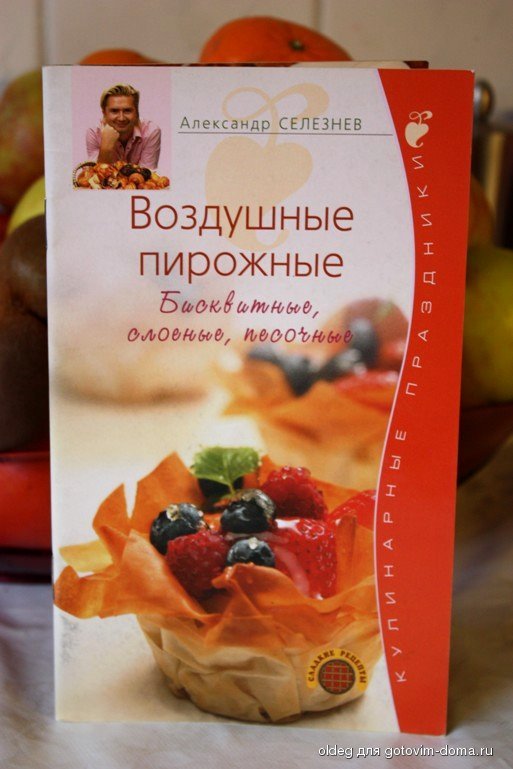 Александр СЕЛЕЗНЕВ
Воздушные
пирожные
Бисквитные,
слоеные, песочные
КУЛИНАРНЫЕ ПРАЗДНИКИ
СЛАДКИЕ РЕЦЕПТЫ
oldeg для gotovim-doma.ru